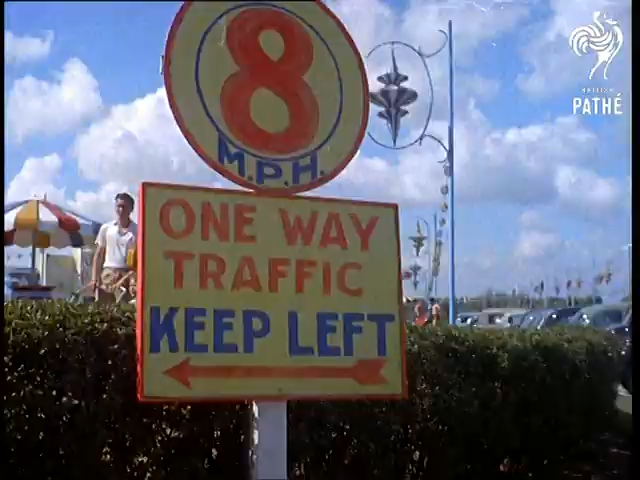 BRITISH
PATHÉ
8
M.P.H.
ONE WAY
TRAFFIC
KEEP LEFT